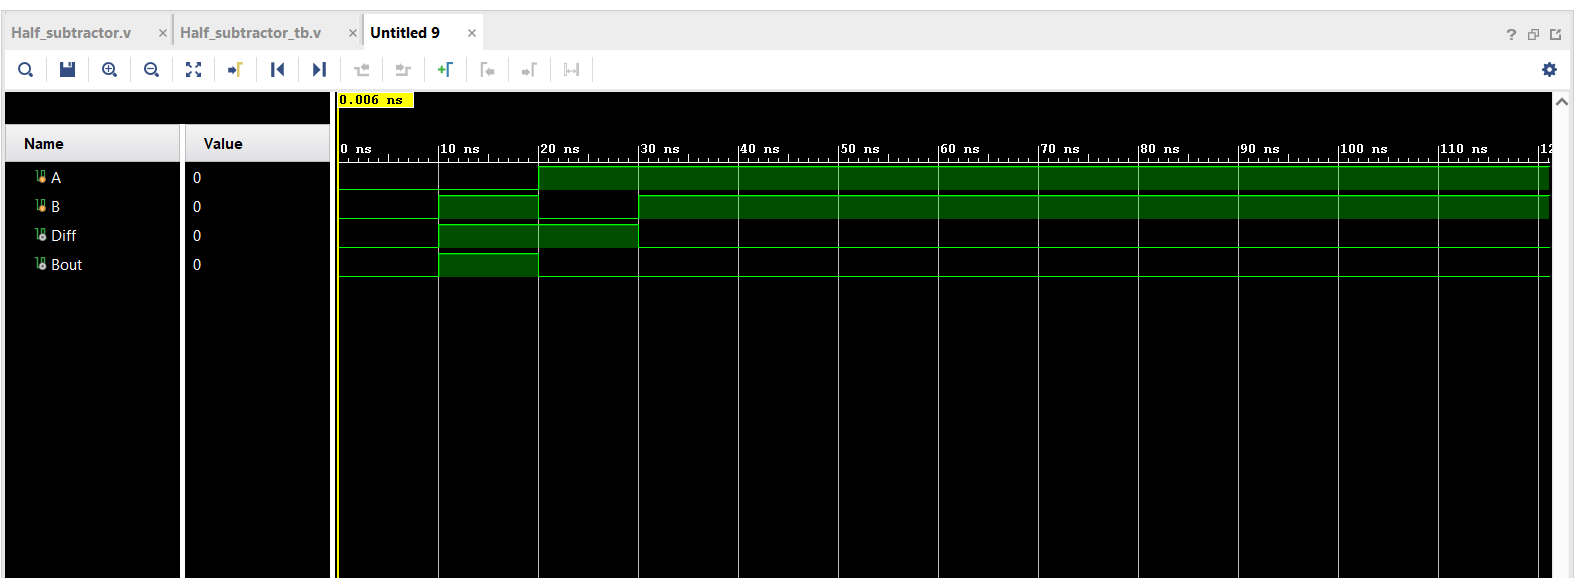 Half_subtractor.v × Half_subtractor_tb.v × Untitled 9 ×
?
0.006 ns
Name Value
0 ns 10 ns 20 ns 30 ns 40 ns 50 ns 60 ns 70 ns 80 ns 90 ns 100 ns 110 ns 12
A 0
B 0
Diff 0
Bout 0